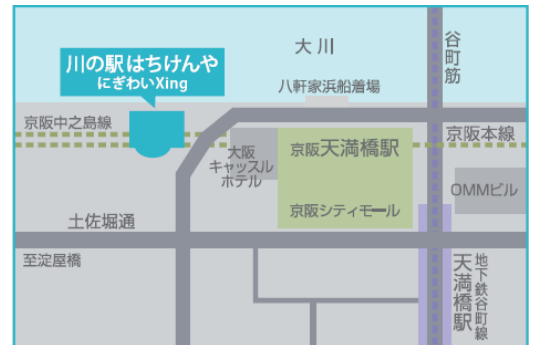 大川
谷町筋
川の駅はちけんや
にぎわいXing
八軒家浜船着場
京阪中之島線
京阪本線
大阪
キャッスル
ホテル
京阪天満橋駅
OMMビル
京阪シティモール
土佐堀通
至淀屋橋
天満橋駅
地下鉄谷町線